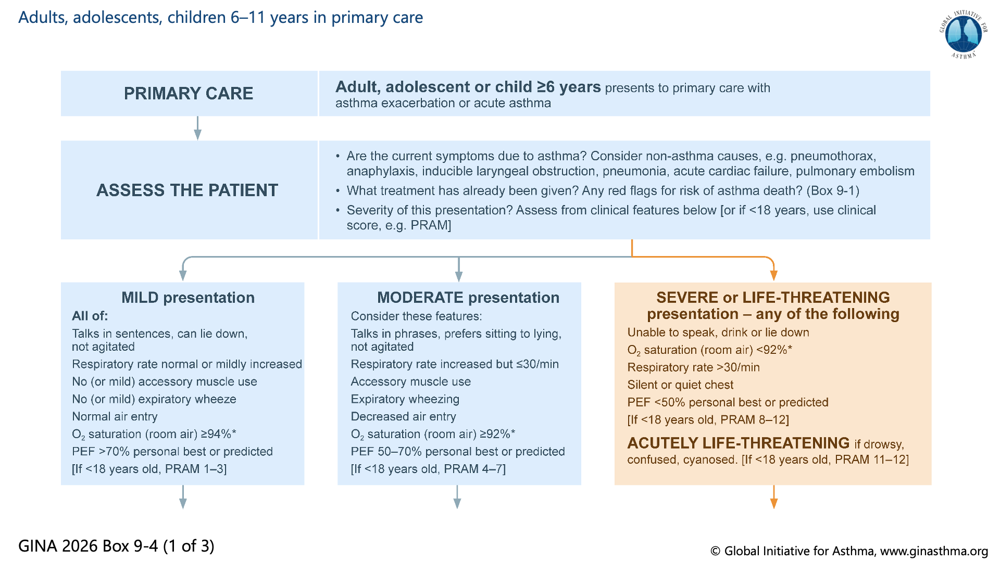 Adults, adolescents, children 6–11 years in primary care
GLOBAL INITIATIVE FOR
ASTHMA
PRIMARY CARE
Adult, adolescent or child ≥6 years presents to primary care with
asthma exacerbation or acute asthma
ASSESS THE PATIENT
• Are the current symptoms due to asthma? Consider non-asthma causes, e.g. pneumothorax,
anaphylaxis, inducible laryngeal obstruction, pneumonia, acute cardiac failure, pulmonary embolism
• What treatment has already been given? Any red flags for risk of asthma death? (Box 9-1)
• Severity of this presentation? Assess from clinical features below [or if <18 years, use clinical
score, e.g. PRAM]
MILD presentation
All of:
Talks in sentences, can lie down,
not agitated
Respiratory rate normal or mildly increased
No (or mild) accessory muscle use
No (or mild) expiratory wheeze
Normal air entry
O₂ saturation (room air) ≥94%*
PEF >70% personal best or predicted
[If <18 years old, PRAM 1–3]
MODERATE presentation
Consider these features:
Talks in phrases, prefers sitting to lying,
not agitated
Respiratory rate increased but ≤30/min
Accessory muscle use
Expiratory wheezing
Decreased air entry
O₂ saturation (room air) ≥92%*
PEF 50–70% personal best or predicted
[If <18 years old, PRAM 4–7]
SEVERE or LIFE-THREATENING
presentation – any of the following
Unable to speak, drink or lie down
O₂ saturation (room air) <92%*
Respiratory rate >30/min
Silent or quiet chest
PEF <50% personal best or predicted
[If <18 years old, PRAM 8–12]
ACUTELY LIFE-THREATENING if drowsy,
confused, cyanosed. [If <18 years old, PRAM 11–12]
GINA 2026 Box 9-4 (1 of 3)
© Global Initiative for Asthma, www.ginasthma.org